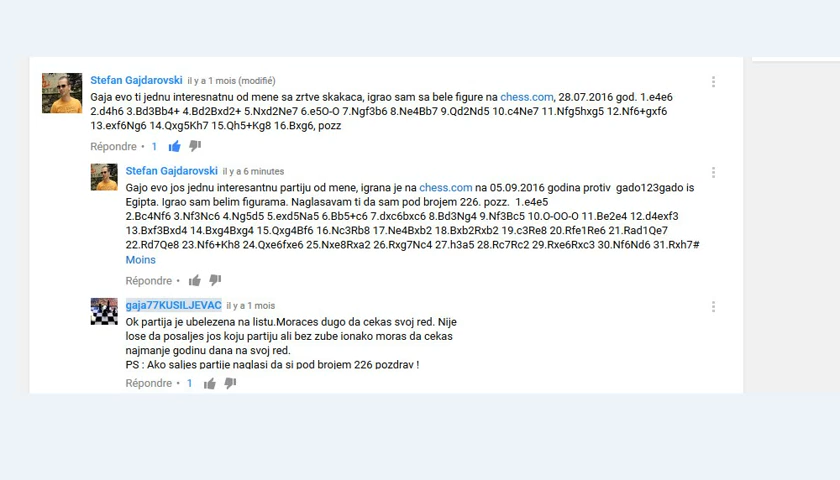 Stefan Gajdarovski il y a 1 mois (modifié)
Gaja evo ti jednu interesnatnu od mene sa zrtve skakaca, igrao sam sa bele figure na chess.com, 28.07.2016 god. 1.e4e6
2.d4h6 3.Bd3Bb4+ 4.Bd2Bxd2+ 5.Nxd2Ne7 6.e5O-O 7.Ngf3b6 8.Ne4Bb7 9.Qd2Nd5 10.c4Ne7 11.Nfg5hxg5 12.Nf6+gxf6
13.exf6Ng6 14.Qxg5Kh7 15.Qh5+Kg8 16.Bxg6, pozz
Répondre • 1
Stefan Gajdarovski il y a 6 minutes
Gajo evo jos jednu interesantnu partiju od mene, igrana je na chess.com na 05.09.2016 godina protiv gado123gado is
Egipta. Igrao sam belim figurama. Naglasavam ti da sam pod brojem 226. pozz. 1.e4e5
2.Bc4Nf6 3.Nf3Nc6 4.Ng5d5 5.exd5Na5 6.Bb5+c6 7.dxc6bxc6 8.Bd3Ng4 9.Nf3Bc5 10.O-OO-O 11.Be2e4 12.d4exf3
13.Bxf3Bxd4 14.Bxg4Bxg4 15.Qxg4Bf6 16.Nc3Rb8 17.Ne4Bxb2 18.Bxb2Rxb2 19.c3Re8 20.Rfe1Re6 21.Rad1Qe7
22.Rd7Qe8 23.Nf6+Kh8 24.Qxe6fxe6 25.Nxe8Rxa2 26.Rxg7Nc4 27.h3a5 28.Rc7Rc2 29.Rxe6Rxc3 30.Nf6Nd6 31.Rxh7#
Moins
Répondre •
gaja77KUSILJEVAC il y a 1 mois
Ok partija je ubelezena na listu.Moraces dugo da cekas svoj red. Nije
lose da posaljes jos koju partiju ali bez zube ionako moras da cekas
najmanje godinu dana na svoj red.
PS : Ako saljes partije naglasi da si pod brojem 226 pozdrav !
Répondre • 1